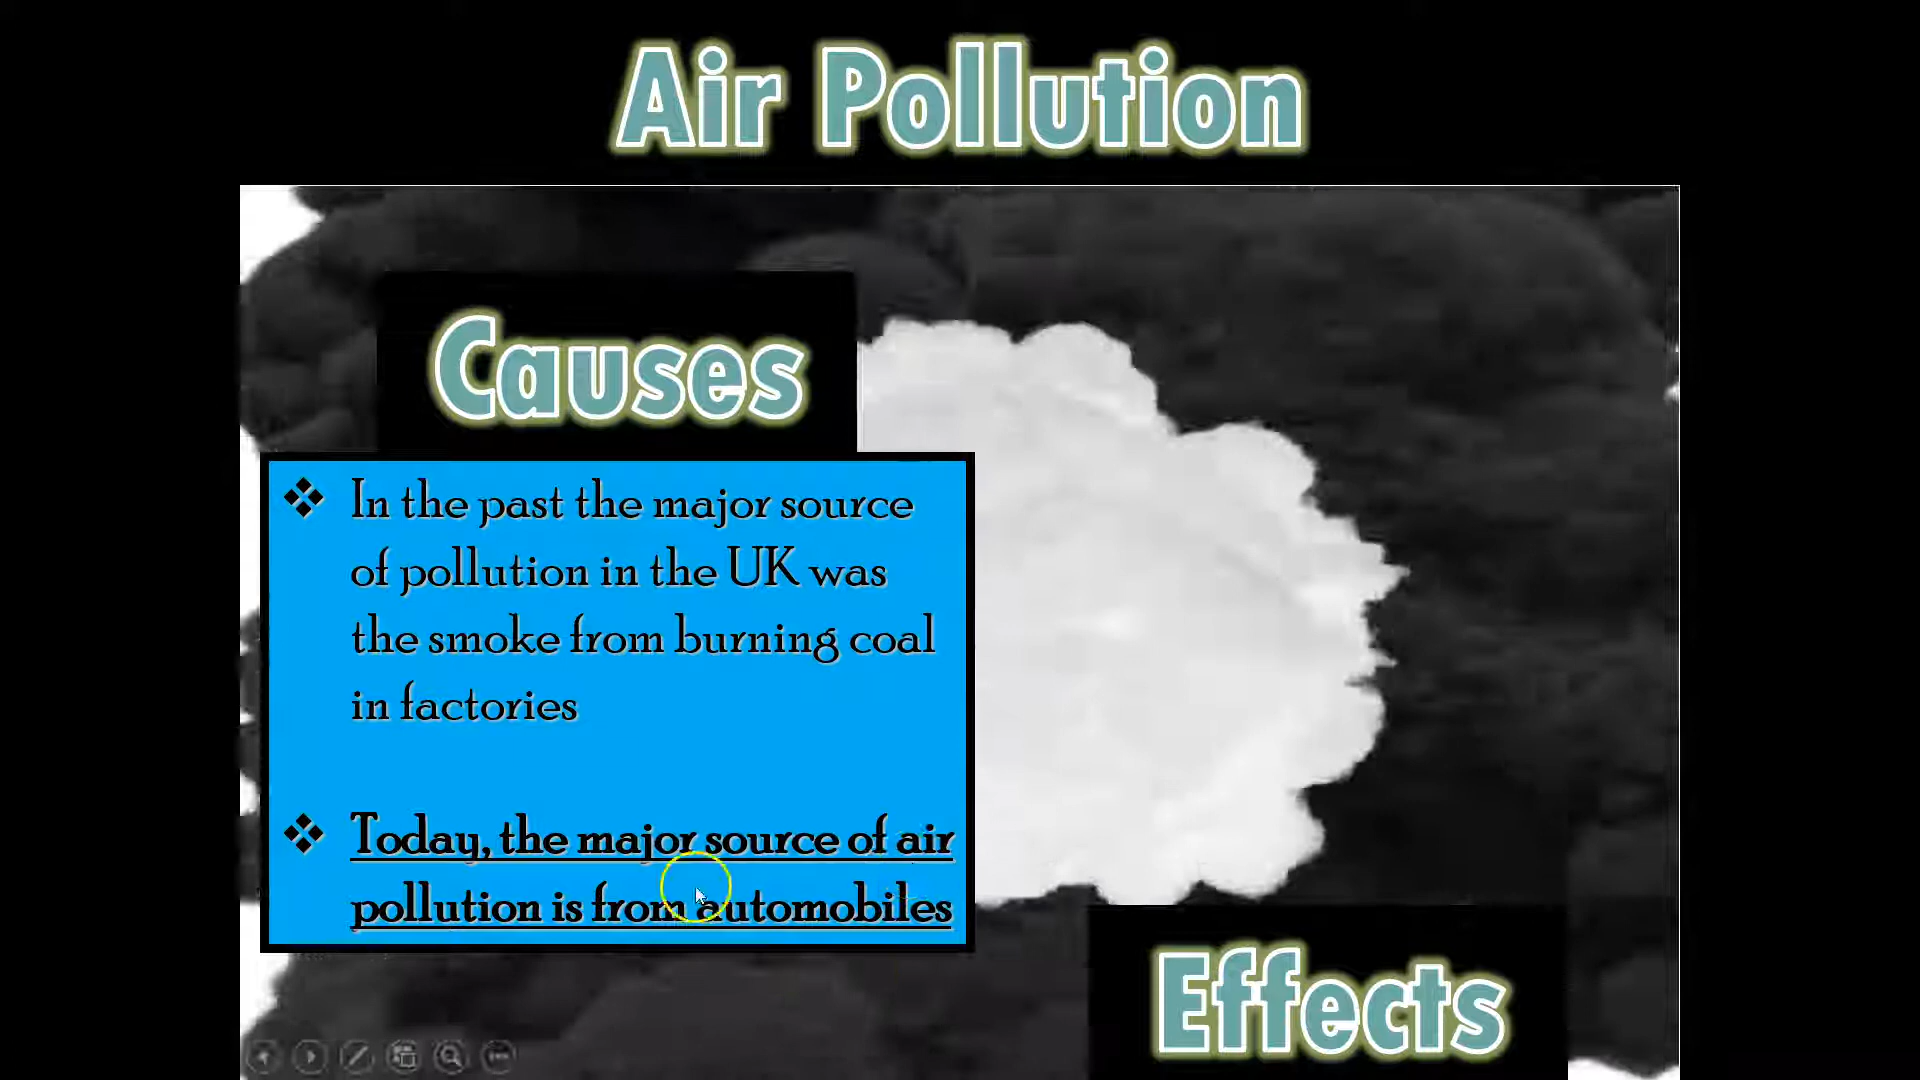 Air Pollution
Causes
In the past the major source
of pollution in the UK was
the smoke from burning coal
in factories
Today, the major source of air
pollution is from automobiles
Effects